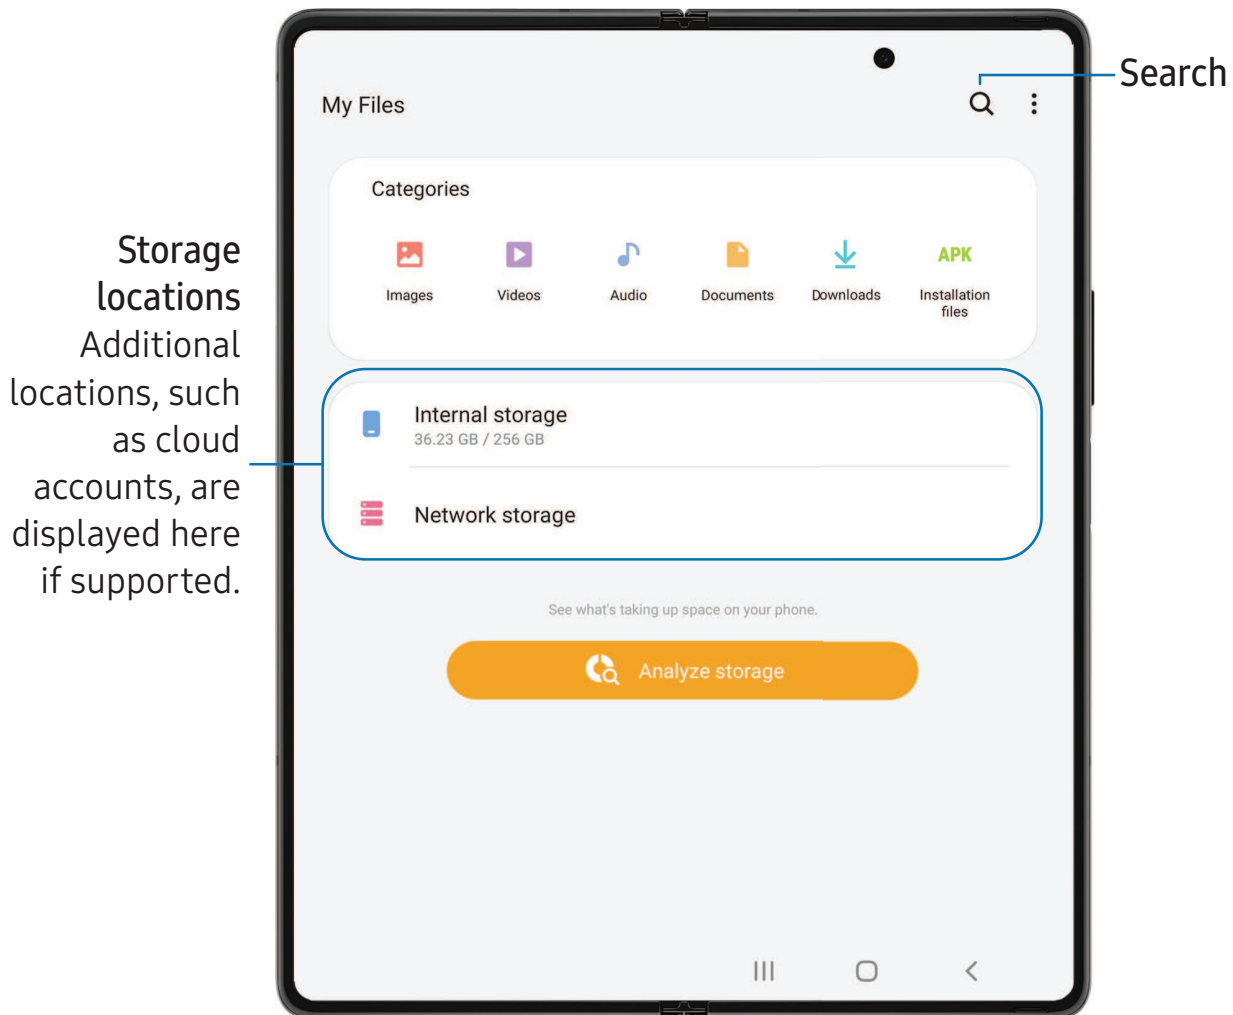 Search
My Files
Categories
APK
Images
Videos
Audio
Documents
Downloads
Installation
files
Storage
locations
Additional
locations, such
as cloud
accounts, are
displayed here
if supported.
Internal storage
36.23 GB / 256 GB
Network storage
See what's taking up space on your phone.
Analyze storage